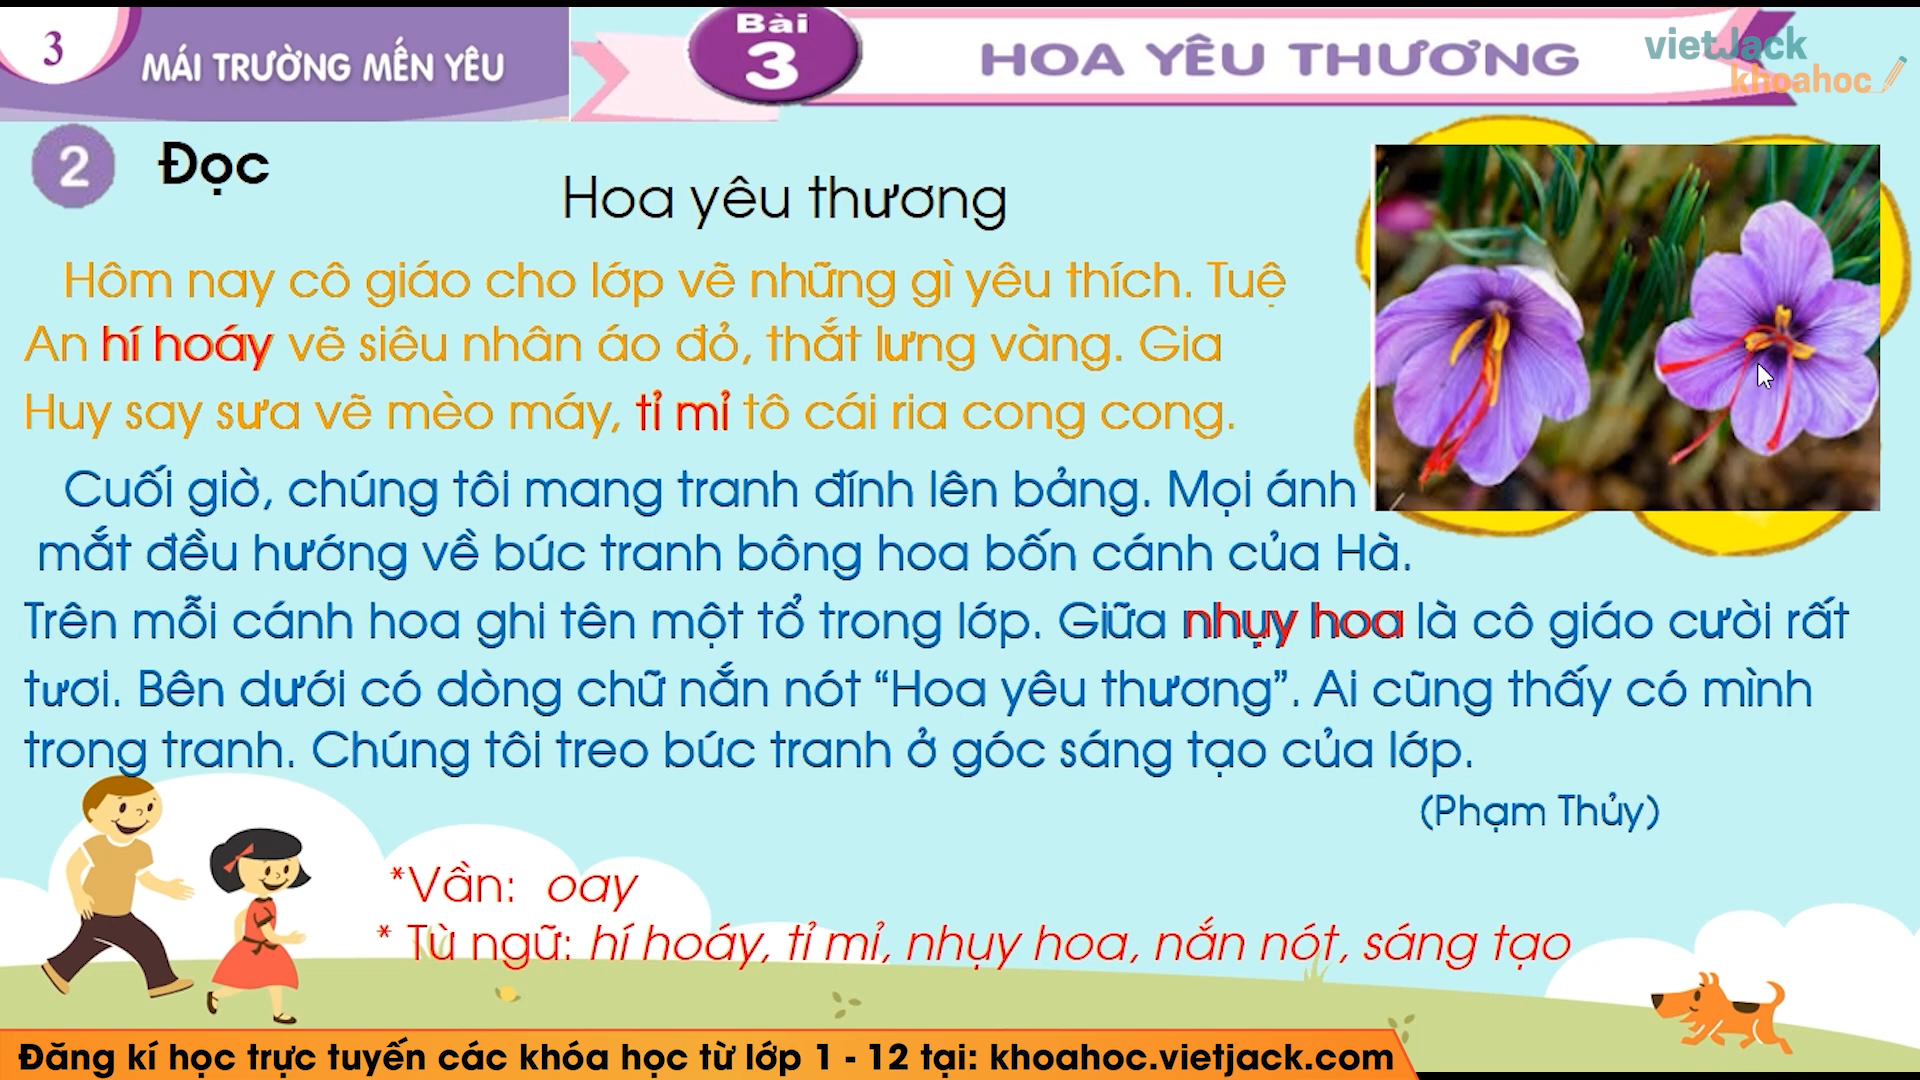 3
MÁI TRƯỜNG MẾN YÊU
Bài
3
HOA YÊU THƯƠNG
vietJack
khoahoc
2
Đọc
Hoa yêu thương
Hôm nay cô giáo cho lớp vẽ những gì yêu thích. Tuệ
An hí hoáy vẽ siêu nhân áo đỏ, thắt lưng vàng. Gia
Huy say sưa vẽ mèo máy, tỉ mỉ tô cái ria cong cong.
Cuối giờ, chúng tôi mang tranh đính lên bảng. Mọi ánh
mắt đều hướng về bức tranh bông hoa bốn cánh của Hà.
Trên mỗi cánh hoa ghi tên một tổ trong lớp. Giữa nhụy hoa là cô giáo cười rất
tươi. Bên dưới có dòng chữ nắn nót “Hoa yêu thương”. Ai cũng thấy có mình
trong tranh. Chúng tôi treo bức tranh ở góc sáng tạo của lớp.
(Phạm Thủy)
*Vần: oay
* Từ ngữ: hí hoáy, tỉ mỉ, nhụy hoa, nắn nót, sáng tạo
Đăng kí học trực tuyến các khóa học từ lớp 1 - 12 tại: khoahoc.vietjack.com